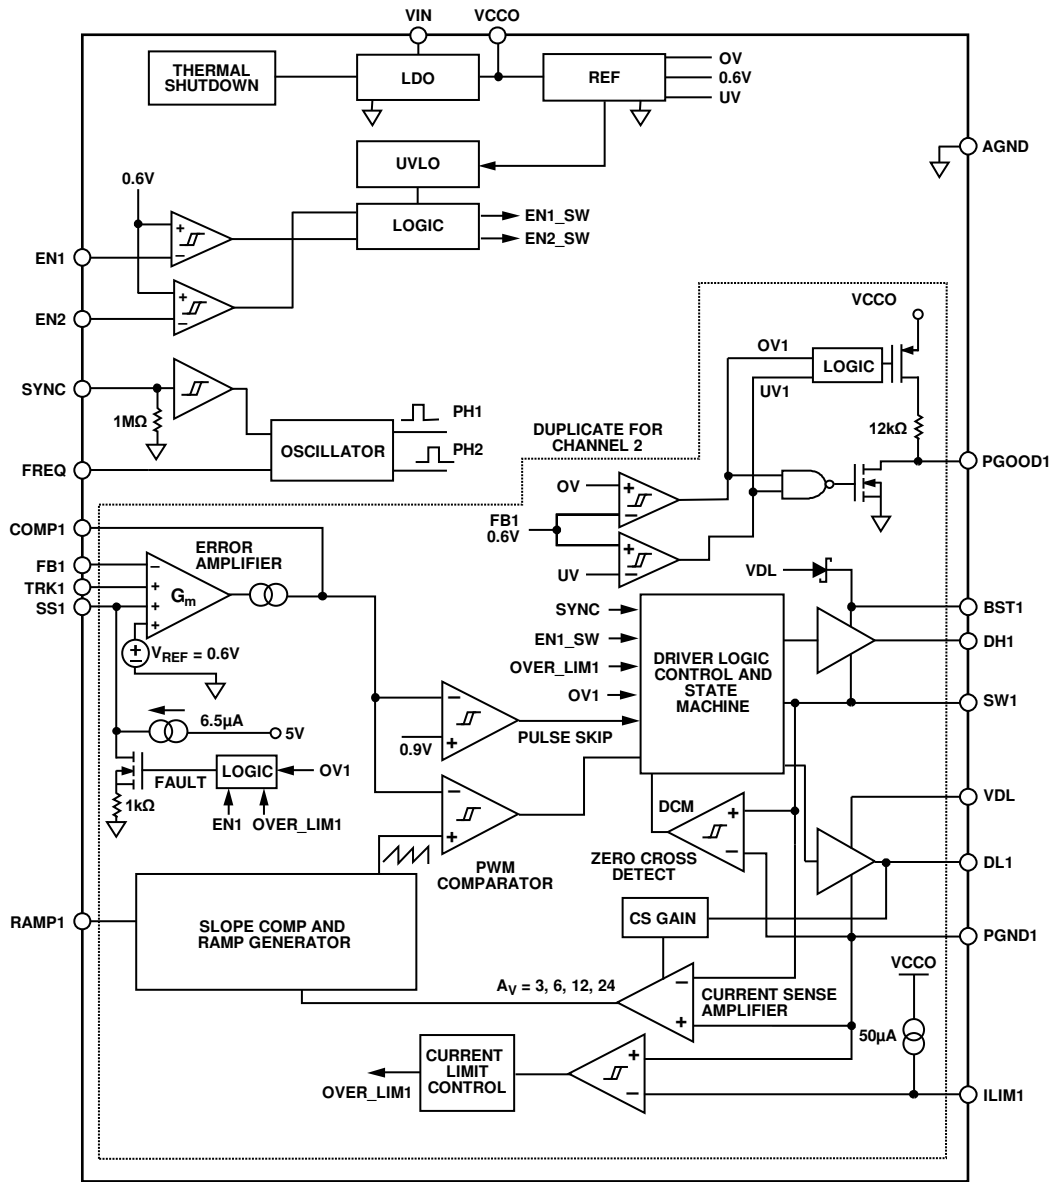 VIN
VCCO
THERMAL
SHUTDOWN
LDO
REF
OV
0.6V
UV
AGND
UVLO
0.6V
LOGIC
EN1_SW
EN2_SW
+
−
EN1
+
−
EN2
VCCO
SYNC
1MΩ
OV1
LOGIC
UV1
12kΩ
PH1
OSCILLATOR
PH2
FREQ
DUPLICATE FOR
CHANNEL 2
PGOOD1
OV
+
−
FB1
0.6V
+
−
UV
COMP1
ERROR
AMPLIFIER
FB1
TRK1
SS1
−
+
+
+
Gm
VREF = 0.6V
+
−
VDL
BST1
DH1
SW1
SYNC
EN1_SW
OVER_LIM1
OV1
DRIVER LOGIC
CONTROL AND
STATE
MACHINE
−
+
0.9V
PULSE SKIP
6.5µA
5V
FAULT
LOGIC
OV1
1kΩ
EN1
OVER_LIM1
−
+
PWM
COMPARATOR
DCM
+
−
ZERO CROSS
DETECT
VDL
DL1
RAMP1
SLOPE COMP AND
RAMP GENERATOR
CS GAIN
PGND1
AV = 3, 6, 12, 24
−
+
CURRENT SENSE
AMPLIFIER
VCCO
50µA
CURRENT
LIMIT
CONTROL
OVER_LIM1
+
−
ILIM1